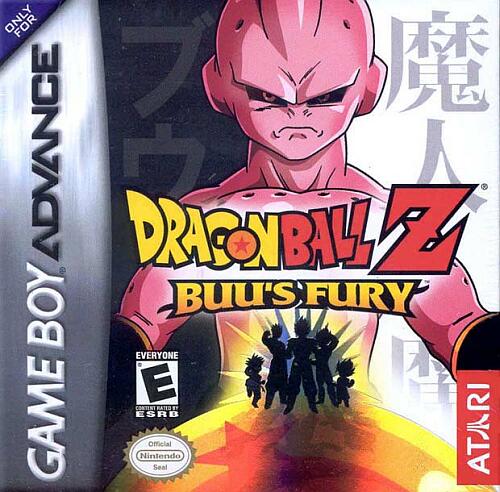 ONLY
FOR
GAME BOY ADVANCE
ブウ
魔人
魔
DRAGON BALL Z
BUU'S FURY
EVERYONE
E
CONTENT RATED BY
ESRB
Official
Nintendo
Seal
ATARI